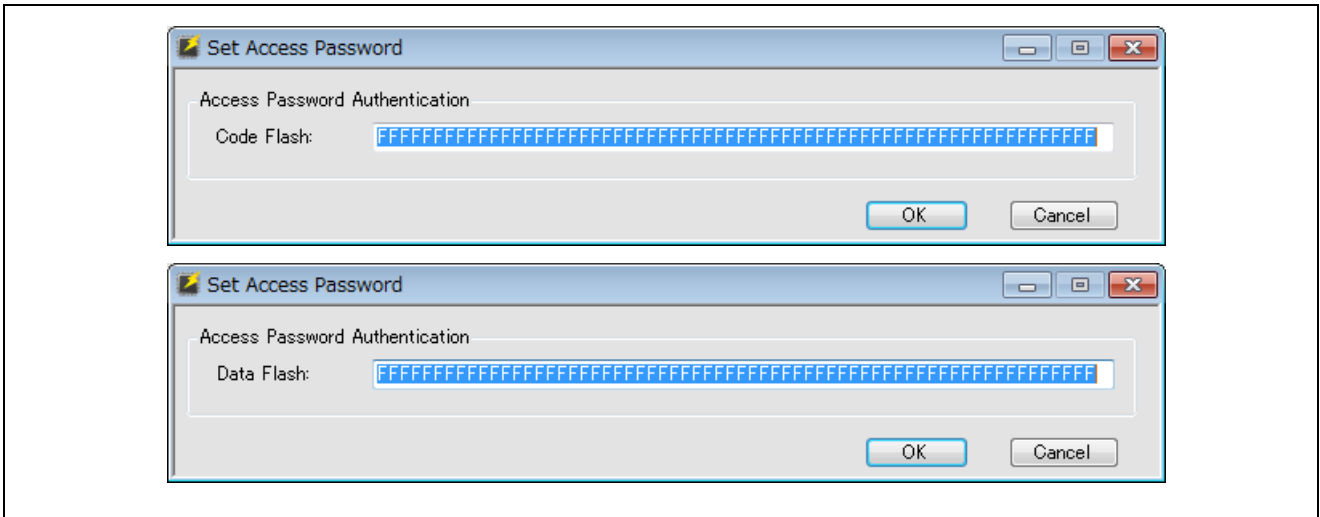 Set Access Password
Access Password Authentication
Code Flash: FFFFFFFFFFFFFFFFFFFFFFFFFFFFFFFFFFFFFFFFFFFFFFFFFFFFFFFFFFFFFFFF
OK Cancel
Set Access Password
Access Password Authentication
Data Flash: FFFFFFFFFFFFFFFFFFFFFFFFFFFFFFFFFFFFFFFFFFFFFFFFFFFFFFFFFFFFFFFF
OK Cancel